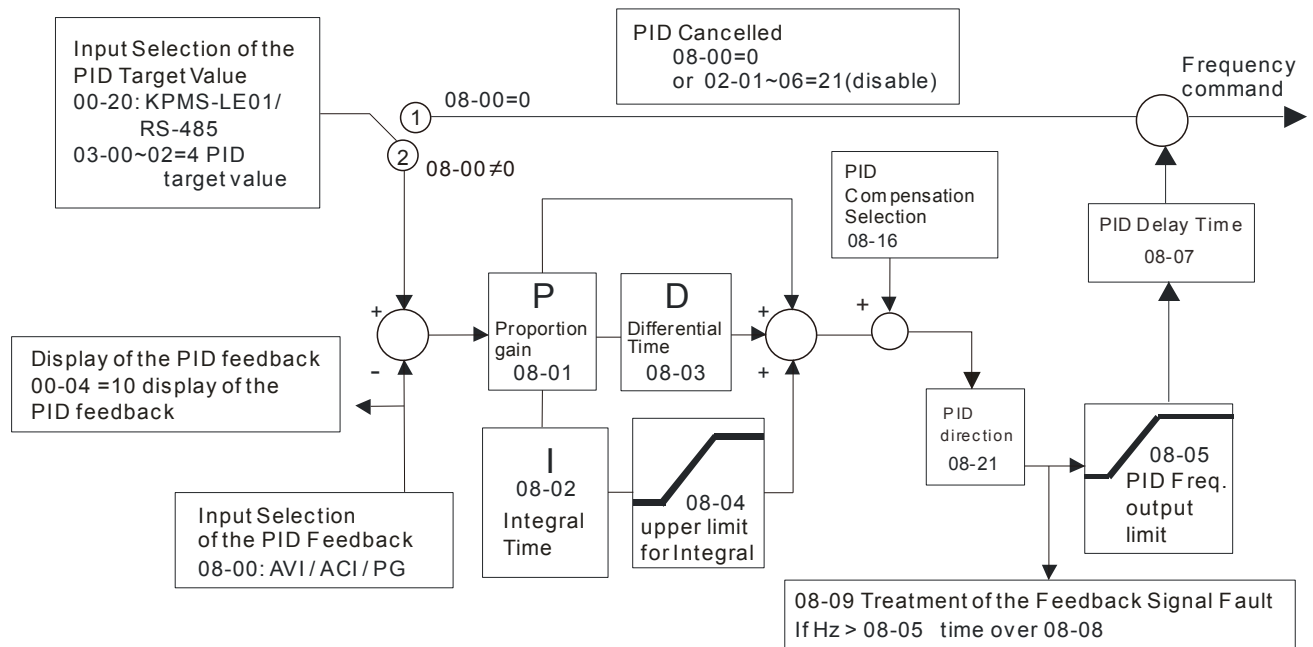 Input Selection of the
PID Target Value
00-20: KPMS-LE01/
RS-485
03-00~02=4 PID
target value
PID Cancelled
08-00=0
or 02-01~06=21(disable)
Frequency
command
1
08-00=0
2
08-00≠0
PID
Compensation
Selection
08-16
PID Delay Time
08-07
+
-
P
Proportion
gain
08-01
D
Differential
Time
08-03
+
+
+
Display of the PID feedback
00-04 =10 display of the
PID feedback
I
08-02
Integral
Time
08-04
upper limit
for Integral
PID
direction
08-21
08-05
PID Freq.
output
limit
Input Selection
of the PID Feedback
08-00: AVI / ACI / PG
08-09 Treatment of the Feedback Signal Fault
If Hz > 08-05 time over 08-08